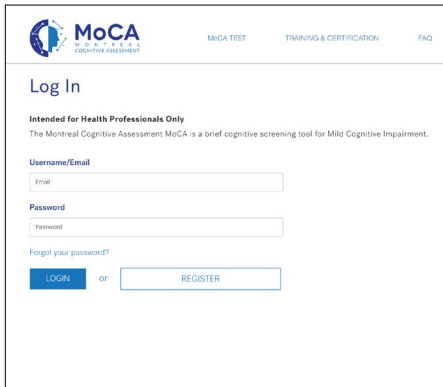 MoCA
MONTREAL
COGNITIVE ASSESSMENT
MoCA TEST
TRAINING & CERTIFICATION
FAQ
Log In
Intended for Health Professionals Only
The Montreal Cognitive Assessment MoCA is a brief cognitive screening tool for Mild Cognitive Impairment.
Username/Email
Email
Password
Password
Forgot your password?
LOGIN or REGISTER